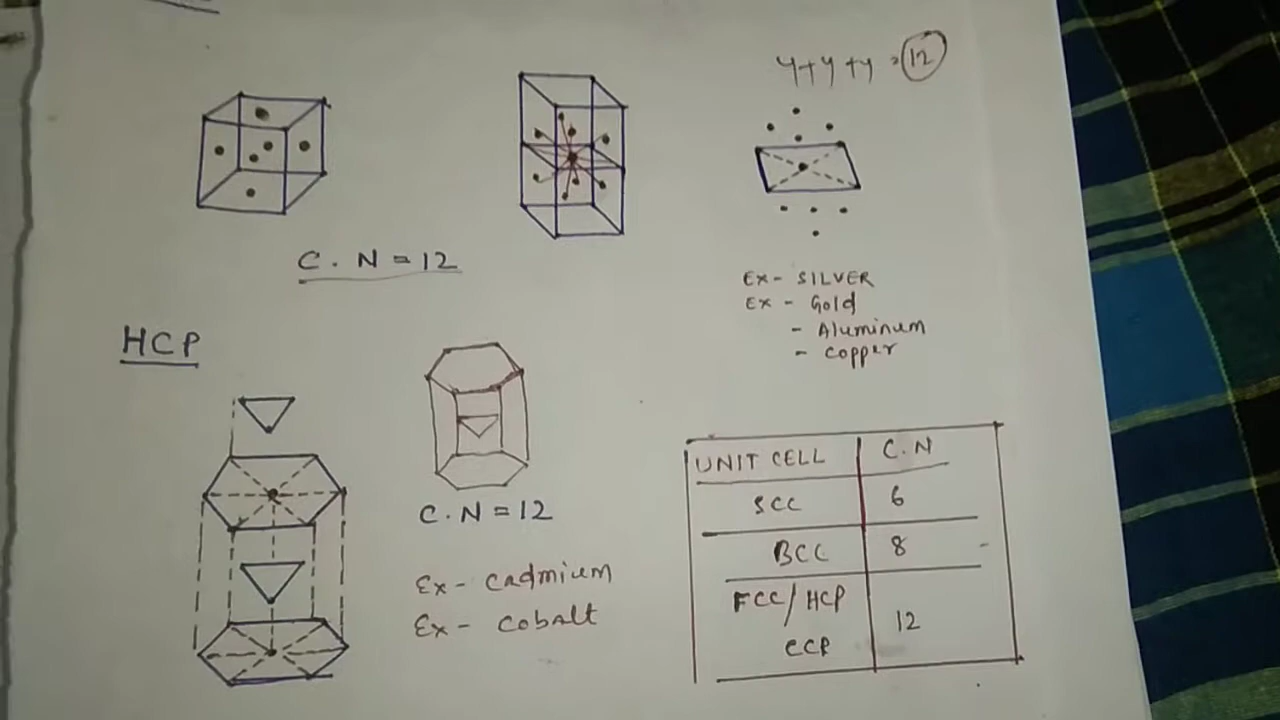 4+4+4 = 12
C.N = 12
Ex - SILVER
Ex - Gold
- Aluminum
- Copper
HCP
C.N = 12
Ex - Cadmium
Ex - Cobalt
UNIT CELL C.N
SCC 6
BCC 8
FCC/HCP
12
CCP